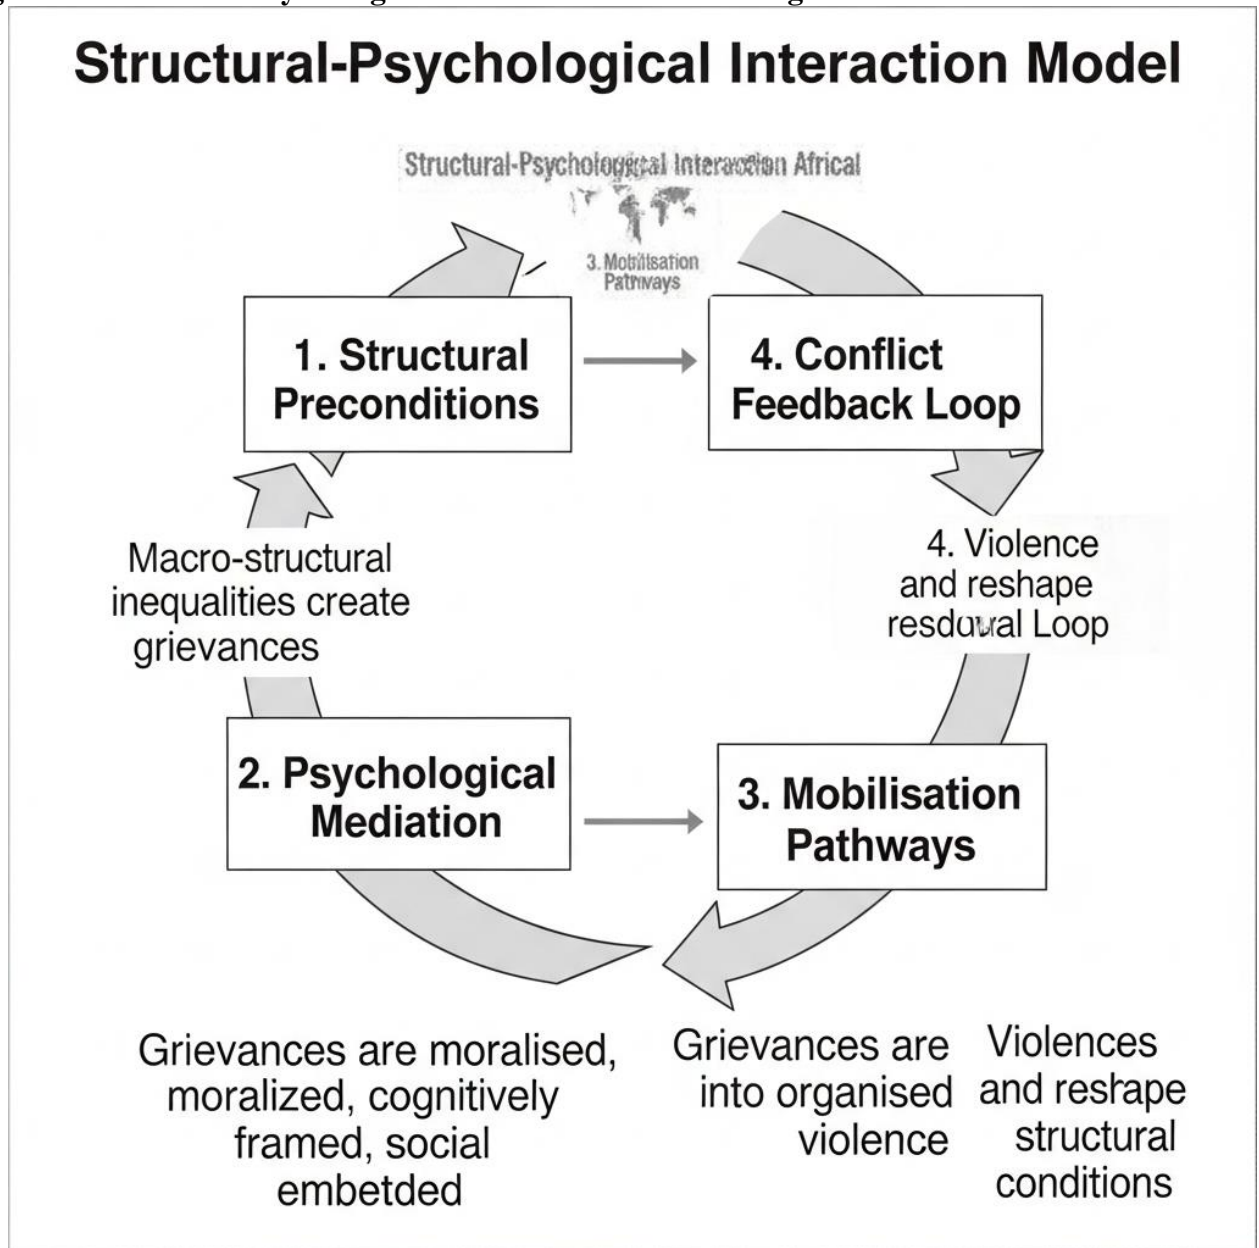 Structural-Psychological Interaction Model
Structural-Psychological Interaction Africal
3. Mobilisation
Pathways
1. Structural
Preconditions
4. Conflict
Feedback Loop
Macro-structural
inequalities create
grievances
4. Violence
and reshape
Loop
2. Psychological
Mediation
3. Mobilisation
Pathways
Grievances are moralised,
moralized, cognitively
framed, social
embetded
Grievances are
into organised
violence
Violences
and reshape
structural
conditions